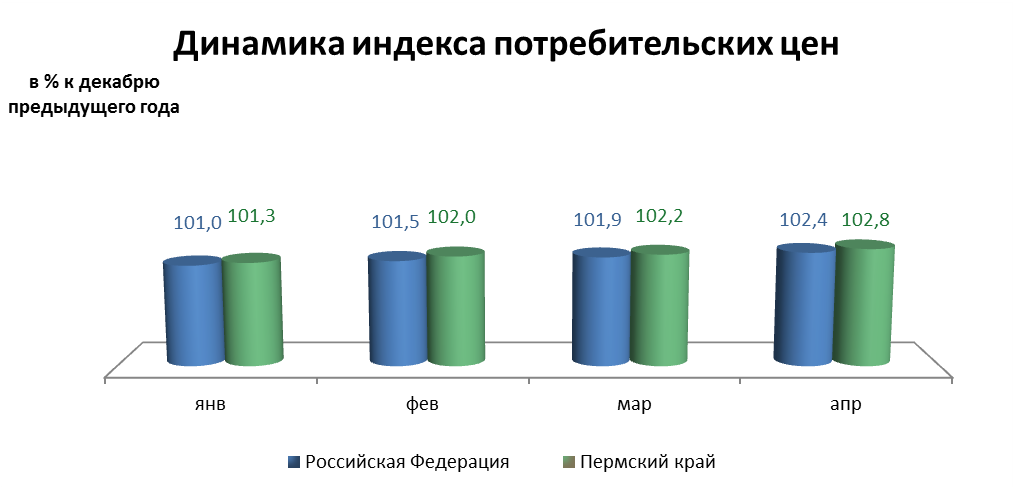 Динамика индекса потребительских цен
в % к декабрю
предыдущего года
101,0 101,3 101,5 102,0 101,9 102,2 102,4 102,8
янв фев мар апр
Российская Федерация Пермский край